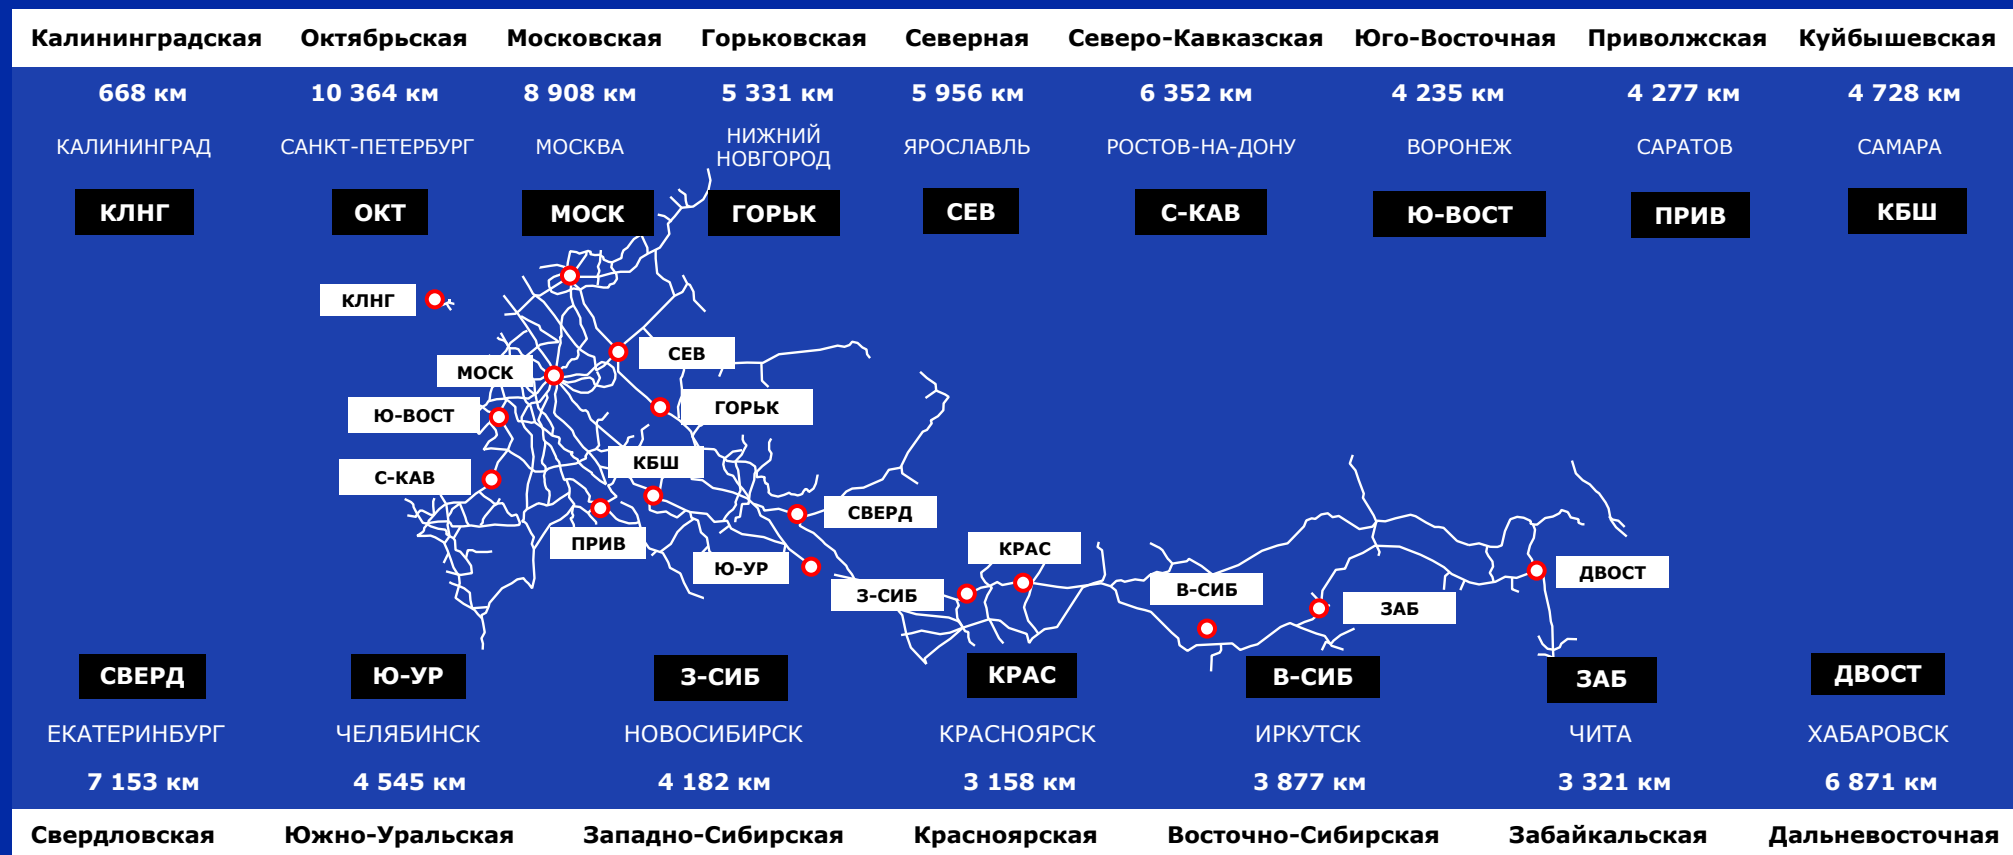 Калининградская Октябрьская Московская Горьковская Северная Северо-Кавказская Юго-Восточная Приволжская Куйбышевская
668 км 10 364 км 8 908 км 5 331 км 5 956 км 6 352 км 4 235 км 4 277 км 4 728 км
КАЛИНИНГРАД САНКТ-ПЕТЕРБУРГ МОСКВА НИЖНИЙ
НОВГОРОД ЯРОСЛАВЛЬ РОСТОВ-НА-ДОНУ ВОРОНЕЖ САРАТОВ САМАРА
КЛНГ ОКТ МОСК ГОРЬК СЕВ С-КАВ Ю-ВОСТ ПРИВ КБШ
КЛНГ
СЕВ
МОСК
ГОРЬК
Ю-ВОСТ
КБШ
С-КАВ
СВЕРД
ПРИВ
КРАС
Ю-УР
ДВОСТ
В-СИБ
З-СИБ
ЗАБ
СВЕРД Ю-УР З-СИБ КРАС В-СИБ ЗАБ ДВОСТ
ЕКАТЕРИНБУРГ ЧЕЛЯБИНСК НОВОСИБИРСК КРАСНОЯРСК ИРКУТСК ЧИТА ХАБАРОВСК
7 153 км 4 545 км 4 182 км 3 158 км 3 877 км 3 321 км 6 871 км
Свердловская Южно-Уральская Западно-Сибирская Красноярская Восточно-Сибирская Забайкальская Дальневосточная